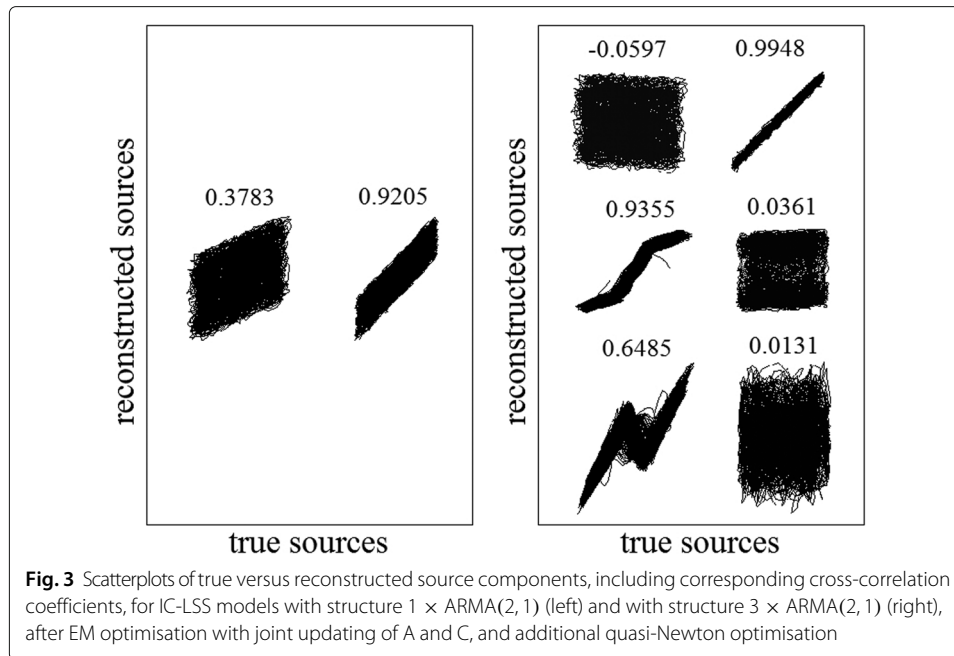 reconstructed sources
0.3783 0.9205
true sources
reconstructed sources
-0.0597 0.9948
0.9355 0.0361
0.6485 0.0131
true sources
Fig. 3 Scatterplots of true versus reconstructed source components, including corresponding cross-correlation
coefficients, for IC-LSS models with structure 1 × ARMA(2, 1) (left) and with structure 3 × ARMA(2, 1) (right),
after EM optimisation with joint updating of A and C, and additional quasi-Newton optimisation